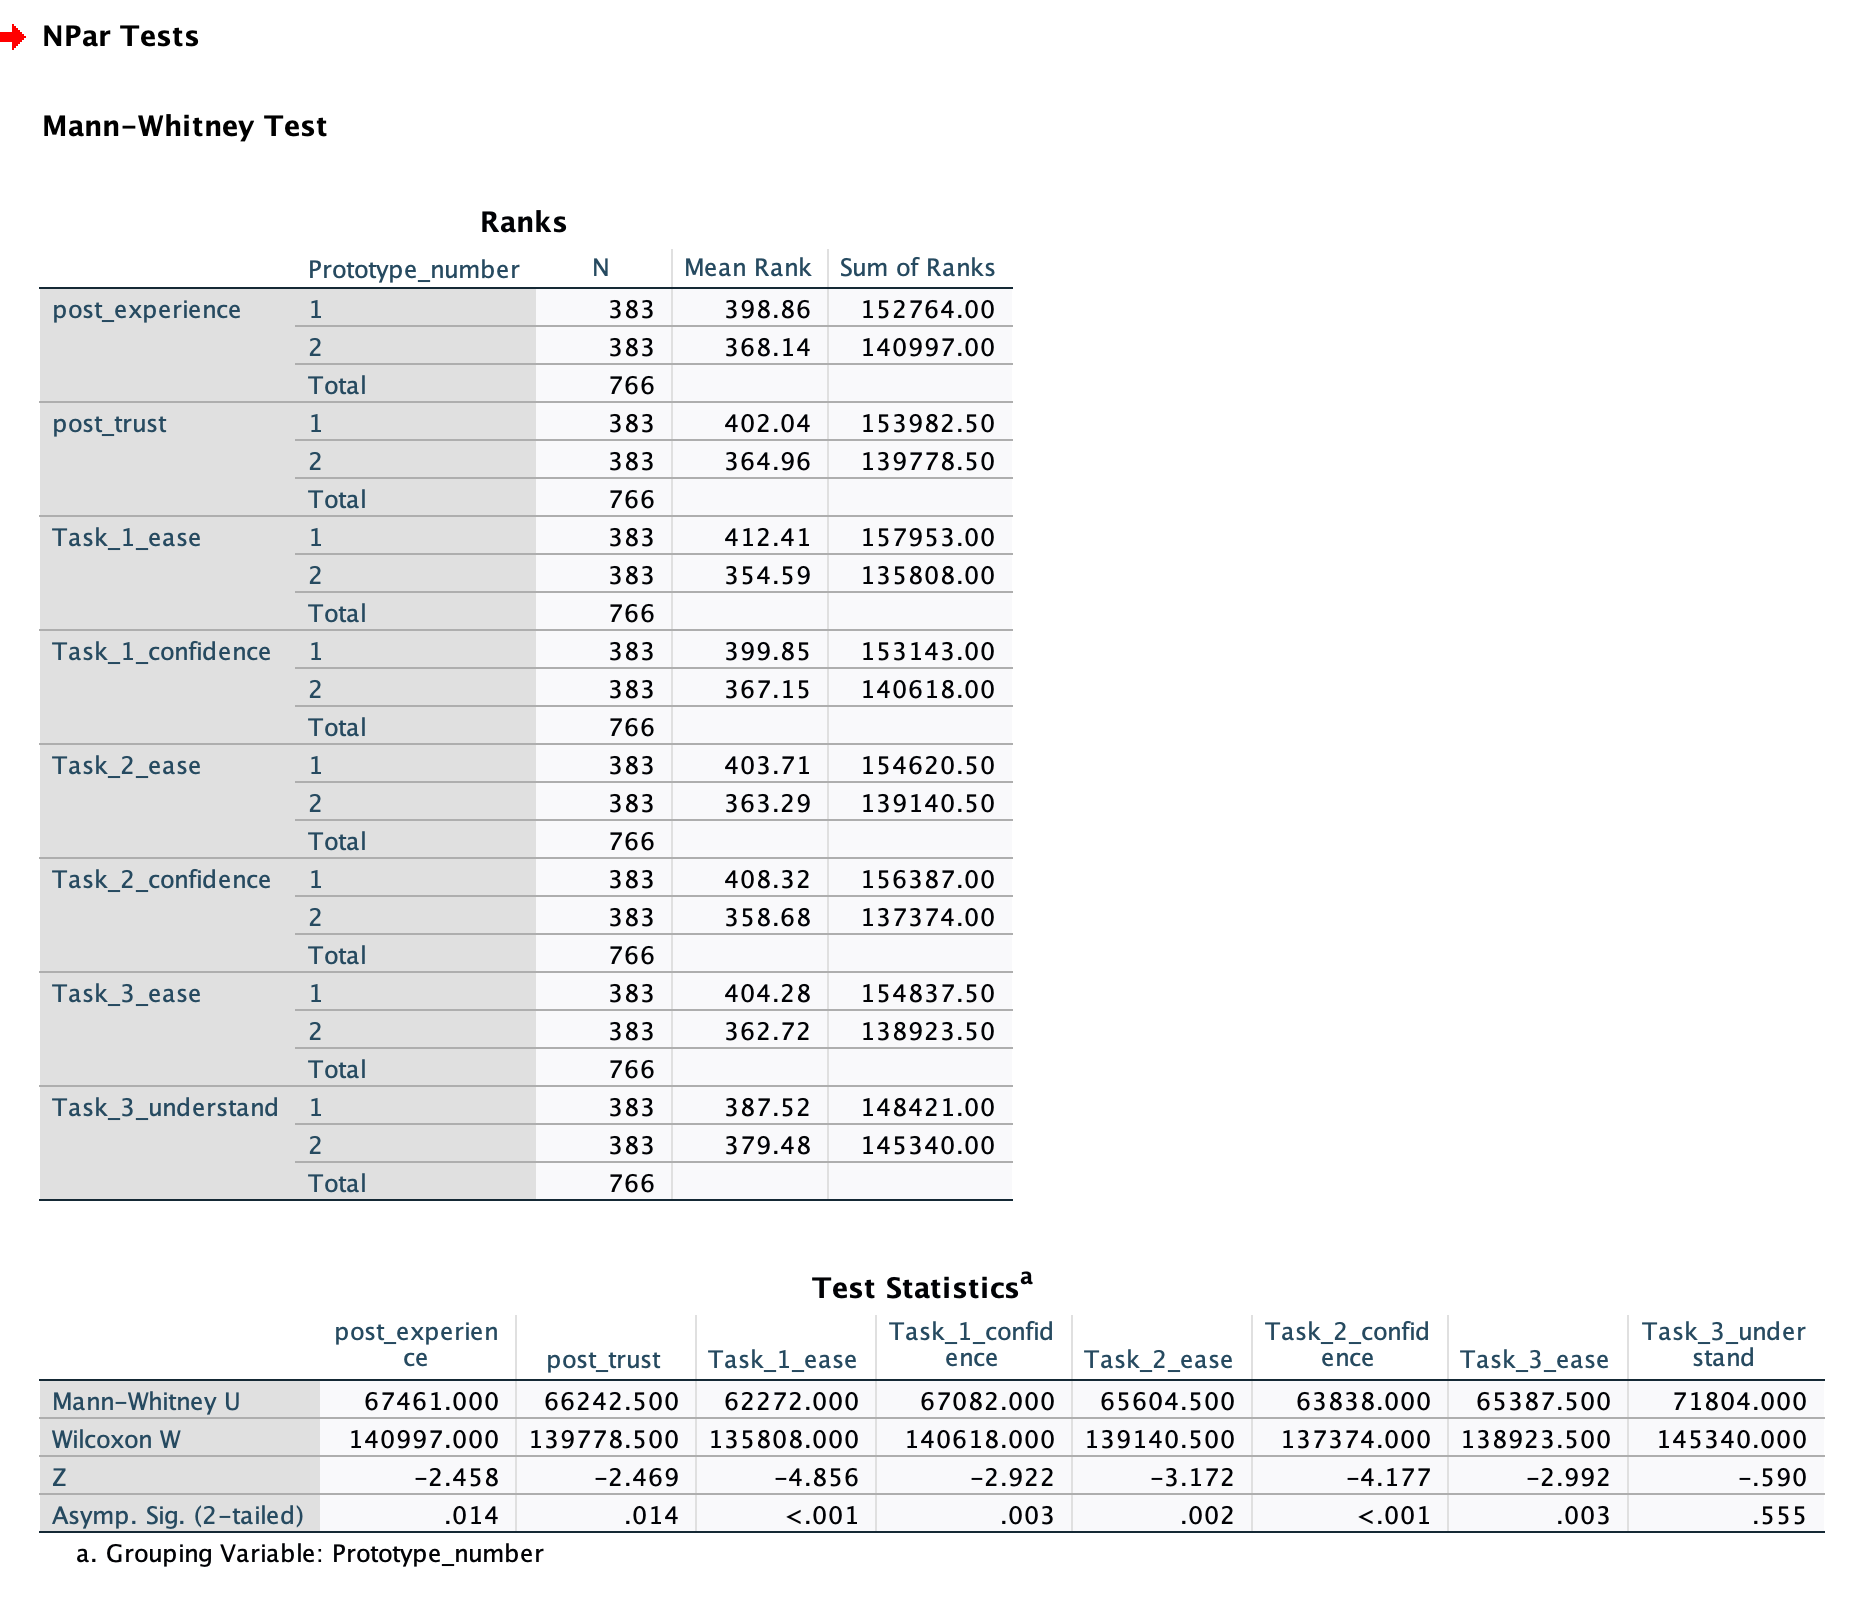 NPar Tests
Mann-Whitney Test
Ranks
Prototype_number N Mean Rank Sum of Ranks
post_experience 1 383 398.86 152764.00
2 383 368.14 140997.00
Total 766
post_trust 1 383 402.04 153982.50
2 383 364.96 139778.50
Total 766
Task_1_ease 1 383 412.41 157953.00
2 383 354.59 135808.00
Total 766
Task_1_confidence 1 383 399.85 153143.00
2 383 367.15 140618.00
Total 766
Task_2_ease 1 383 403.71 154620.50
2 383 363.29 139140.50
Total 766
Task_2_confidence 1 383 408.32 156387.00
2 383 358.68 137374.00
Total 766
Task_3_ease 1 383 404.28 154837.50
2 383 362.72 138923.50
Total 766
Task_3_understand 1 383 387.52 148421.00
2 383 379.48 145340.00
Total 766
Test Statisticsa
post_experien Task_1_confid Task_2_confid Task_3_under
ce post_trust Task_1_ease ence Task_2_ease ence Task_3_ease stand
Mann-Whitney U 67461.000 66242.500 62272.000 67082.000 65604.500 63838.000 65387.500 71804.000
Wilcoxon W 140997.000 139778.500 135808.000 140618.000 139140.500 137374.000 138923.500 145340.000
Z -2.458 -2.469 -4.856 -2.922 -3.172 -4.177 -2.992 -.590
Asymp. Sig. (2-tailed) .014 .014 <.001 .003 .002 <.001 .003 .555
a. Grouping Variable: Prototype_number